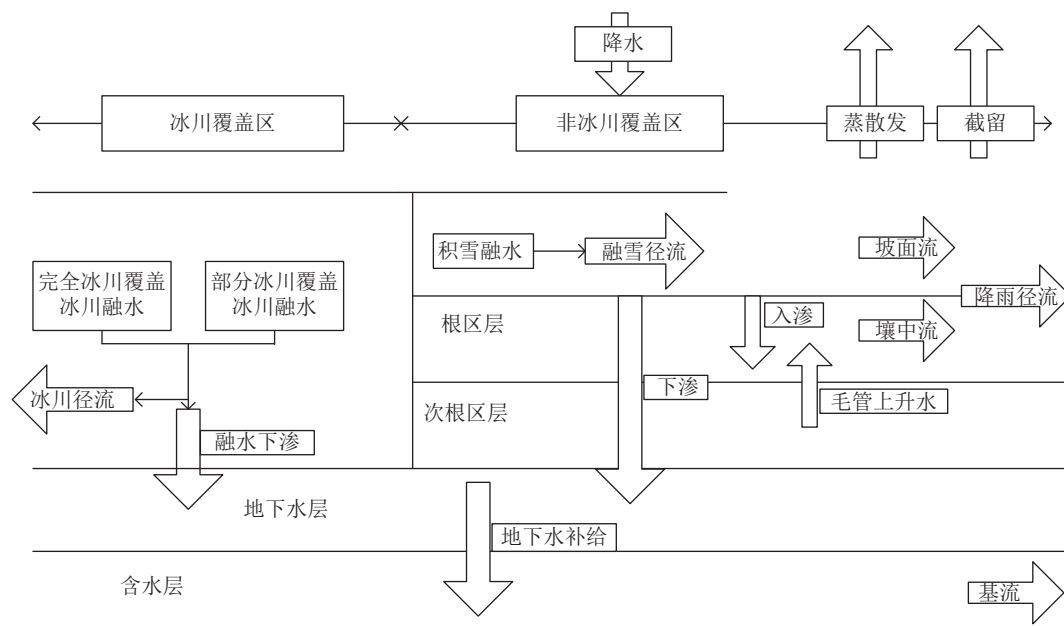 降水
冰川覆盖区
非冰川覆盖区
蒸散发
截留
积雪融水
融雪径流
坡面流
完全冰川覆盖
冰川融水
部分冰川覆盖
冰川融水
降雨径流
根区层
入渗
壤中流
冰川径流
次根区层
下渗
毛管上升水
融水下渗
地下水层
地下水补给
含水层
基流